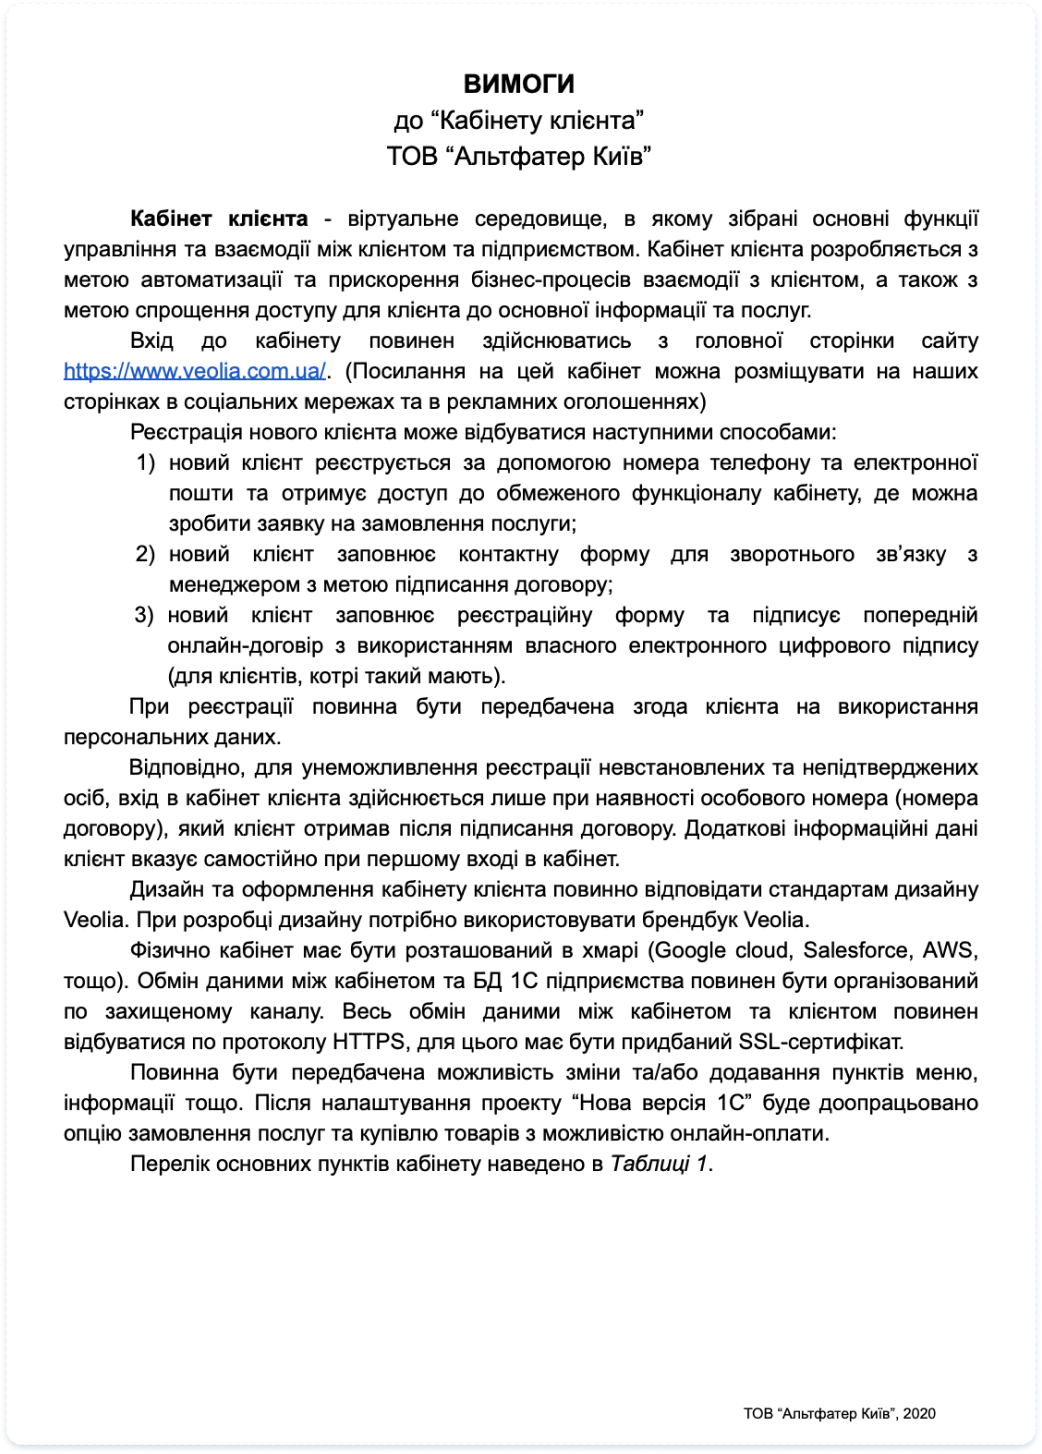 ВИМОГИ
до “Кабінету клієнта”
ТОВ “Альтфатер Київ”
Кабінет клієнта - віртуальне середовище, в якому зібрані основні функції
управління та взаємодії між клієнтом та підприємством. Кабінет клієнта розробляється з
метою автоматизації та прискорення бізнес-процесів взаємодії з клієнтом, а також з
метою спрощення доступу для клієнта до основної інформації та послуг.
Вхід до кабінету повинен здійснюватись з головної сторінки сайту
https://www.veolia.com.ua/. (Посилання на цей кабінет можна розміщувати на наших
сторінках в соціальних мережах та в рекламних оголошеннях)
Реєстрація нового клієнта може відбуватися наступними способами:
1) новий клієнт реєструється за допомогою номера телефону та електронної
пошти та отримує доступ до обмеженого функціоналу кабінету, де можна
зробити заявку на замовлення послуги;
2) новий клієнт заповнює контактну форму для зворотнього зв’язку з
менеджером з метою підписання договору;
3) новий клієнт заповнює реєстраційну форму та підписує попередній
онлайн-договір з використанням власного електронного цифрового підпису
(для клієнтів, котрі такий мають).
При реєстрації повинна бути передбачена згода клієнта на використання
персональних даних.
Відповідно, для унеможливлення реєстрації невстановлених та непідтверджених
осіб, вхід в кабінет клієнта здійснюється лише при наявності особового номера (номера
договору), який клієнт отримав після підписання договору. Додаткові інформаційні дані
клієнт вказує самостійно при першому вході в кабінет.
Дизайн та оформлення кабінету клієнта повинно відповідати стандартам дизайну
Veolia. При розробці дизайну потрібно використовувати брендбук Veolia.
Фізично кабінет має бути розташований в хмарі (Google cloud, Salesforce, AWS,
тощо). Обмін даними між кабінетом та БД 1С підприємства повинен бути організований
по захищеному каналу. Весь обмін даними між кабінетом та клієнтом повинен
відбуватися по протоколу HTTPS, для цього має бути придбаний SSL-сертифікат.
Повинна бути передбачена можливість зміни та/або додавання пунктів меню,
інформації тощо. Після налаштування проекту “Нова версія 1С” буде доопрацьовано
опцію замовлення послуг та купівлю товарів з можливістю онлайн-оплати.
Перелік основних пунктів кабінету наведено в Таблиці 1.
ТОВ “Альтфатер Київ”, 2020